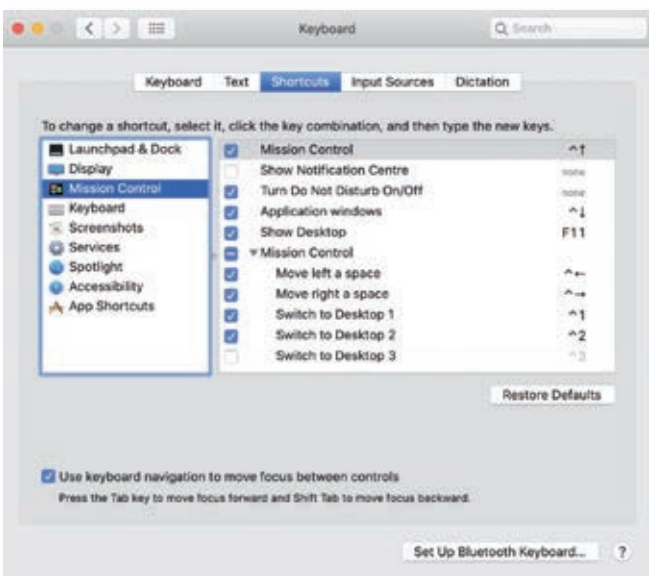 Keyboard
Search
Keyboard Text Shortcuts Input Sources Dictation
To change a shortcut, select it, click the key combination, and then type the new keys.
Launchpad & Dock
Display
Mission Control
Keyboard
Screenshots
Services
Spotlight
Accessibility
App Shortcuts
Mission Control ^↑
Show Notification Centre none
Turn Do Not Disturb On/Off none
Application windows ^↓
Show Desktop F11
Mission Control
Move left a space ^←
Move right a space ^→
Switch to Desktop 1 ^1
Switch to Desktop 2 ^2
Switch to Desktop 3 ^3
Restore Defaults
Use keyboard navigation to move focus between controls
Press the Tab key to move focus forward and Shift Tab to move focus backward.
Set Up Bluetooth Keyboard... ?